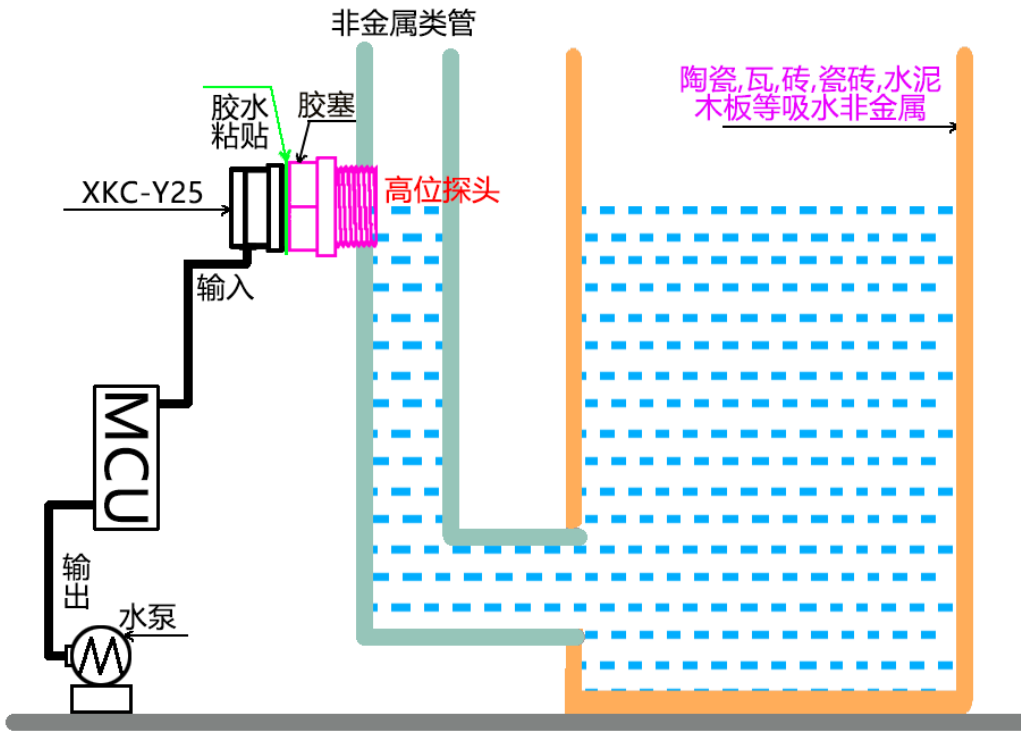 非金属类管
陶瓷,瓦,砖,瓷砖,水泥
木板等吸水非金属
胶水
粘贴
胶塞
XKC-Y25
高位探头
输入
MCU
输出
水泵